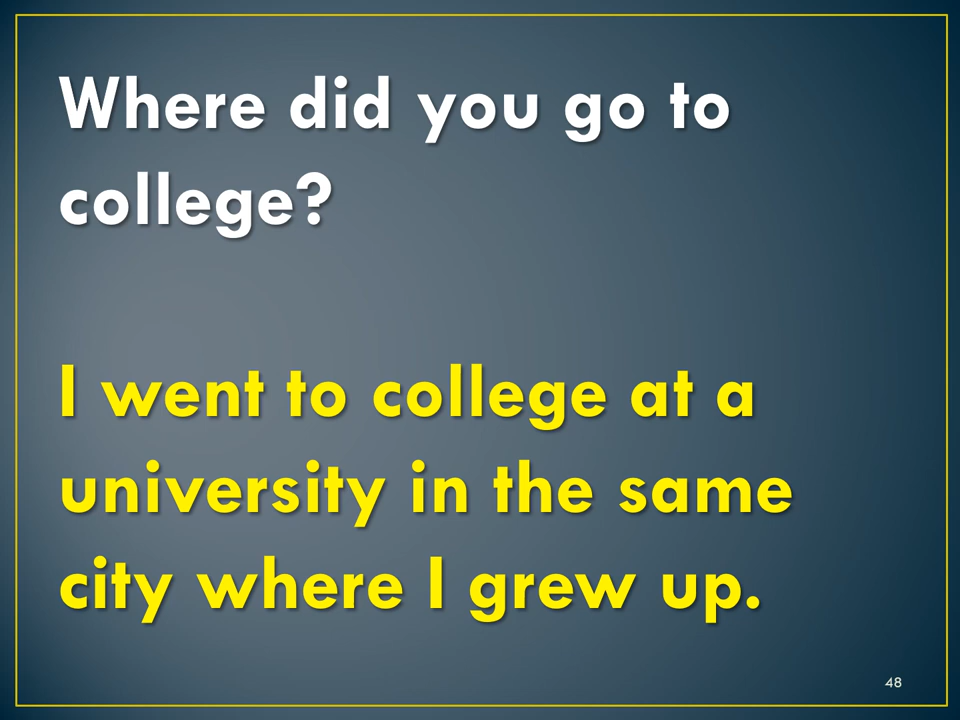 Where did you go to
college?
I went to college at a
university in the same
city where I grew up.
48